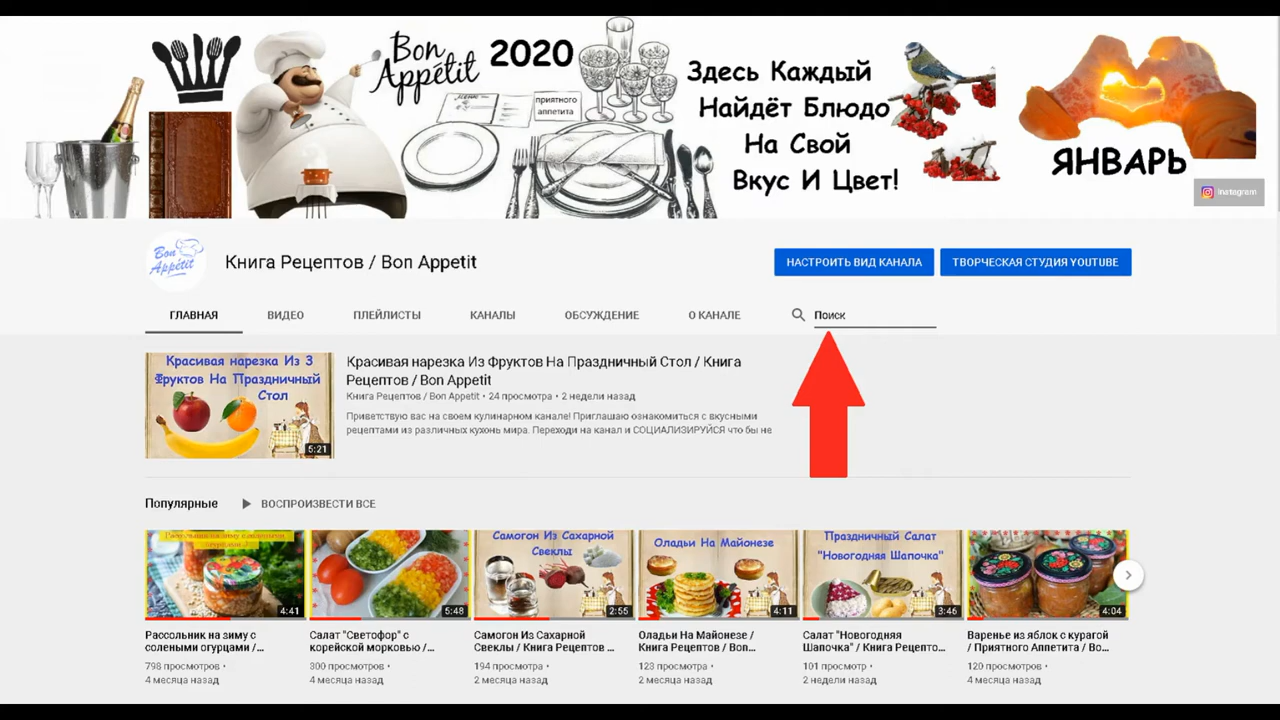 Bon
Appétit
2020
приятного
аппетита
Здесь Каждый
Найдёт Блюдо
На Свой
Вкус И Цвет!
ЯНВАРЬ
Instagram
Bon
Appétit
Книга Рецептов / Bon Appetit
НАСТРОИТЬ ВИД КАНАЛА
ТВОРЧЕСКАЯ СТУДИЯ YOUTUBE
ГЛАВНАЯ
ВИДЕО
ПЛЕЙЛИСТЫ
КАНАЛЫ
ОБСУЖДЕНИЕ
О КАНАЛЕ
Поиск
Красивая нарезка Из 3
Фруктов На Праздничный
Стол
5:21
Красивая нарезка Из Фруктов На Праздничный Стол / Книга
Рецептов / Bon Appetit
Книга Рецептов / Bon Appetit • 24 просмотра • 2 недели назад
Приветствую вас на своем кулинарном канале! Приглашаю ознакомиться с вкусными
рецептами из различных кухонь мира. Переходи на канал и СОЦИАЛИЗИРУЙСЯ что бы не
Популярные
ВОСПРОИЗВЕСТИ ВСЕ
Рассольник на зиму с солеными
огурцами
4:41
5:48
Самогон Из Сахарной
Свеклы
2:55
Оладьи На Майонезе
4:11
Праздничный Салат
"Новогодняя Шапочка"
3:46
4:04
Рассольник на зиму с
солеными огурцами /...
798 просмотров •
4 месяца назад
Салат "Светофор" с
корейской морковью /...
300 просмотров •
4 месяца назад
Самогон Из Сахарной
Свеклы / Книга Рецептов ...
194 просмотра •
2 месяца назад
Оладьи На Майонезе /
Книга Рецептов / Bon...
123 просмотра •
2 месяца назад
Салат "Новогодняя
Шапочка" / Книга Рецепто...
101 просмотр •
2 недели назад
Варенье из яблок с курагой
/ Приятного Аппетита / Bo...
120 просмотров •
4 месяца назад